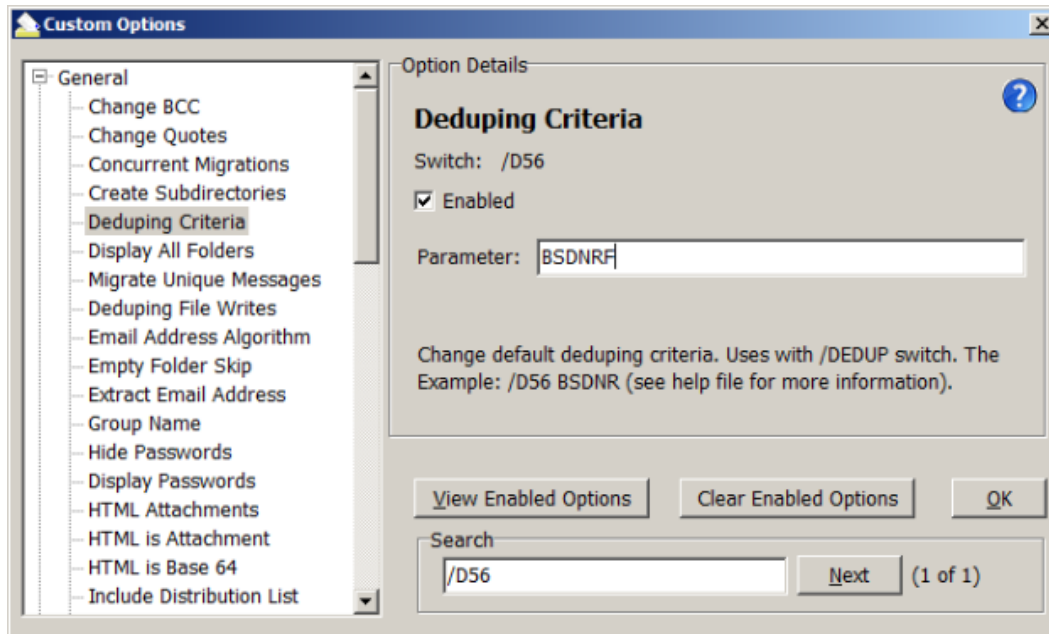 Custom Options
General
Change BCC
Change Quotes
Concurrent Migrations
Create Subdirectories
Deduping Criteria
Display All Folders
Migrate Unique Messages
Deduping File Writes
Email Address Algorithm
Empty Folder Skip
Extract Email Address
Group Name
Hide Passwords
Display Passwords
HTML Attachments
HTML is Attachment
HTML is Base 64
Include Distribution List
Option Details
?
Deduping Criteria
Switch: /D56
Enabled
Parameter: BSDNRF
Change default deduping criteria. Uses with /DEDUP switch. The
Example: /D56 BSDNR (see help file for more information).
View Enabled Options Clear Enabled Options OK
Search
/D56 Next (1 of 1)